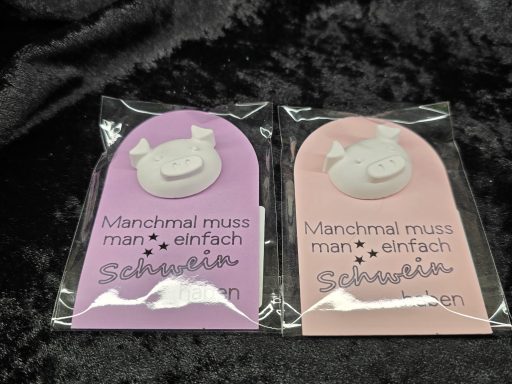 Manchmal muss
man einfach
Schwein
haben
Manchmal muss
man einfach
Schwein
haben